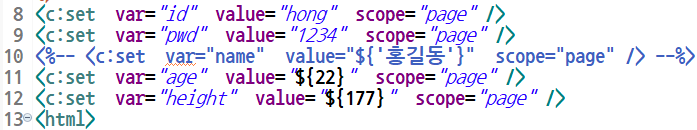 8 <c:set var="id" value="hong" scope="page" />
9 <c:set var="pwd" value="1234" scope="page" />
10 <%-- <c:set var="name" value="${'홍길동'}" scope="page" /> --%>
11 <c:set var="age" value="${22}" scope="page" />
12 <c:set var="height" value="${177}" scope="page" />
13 <html>